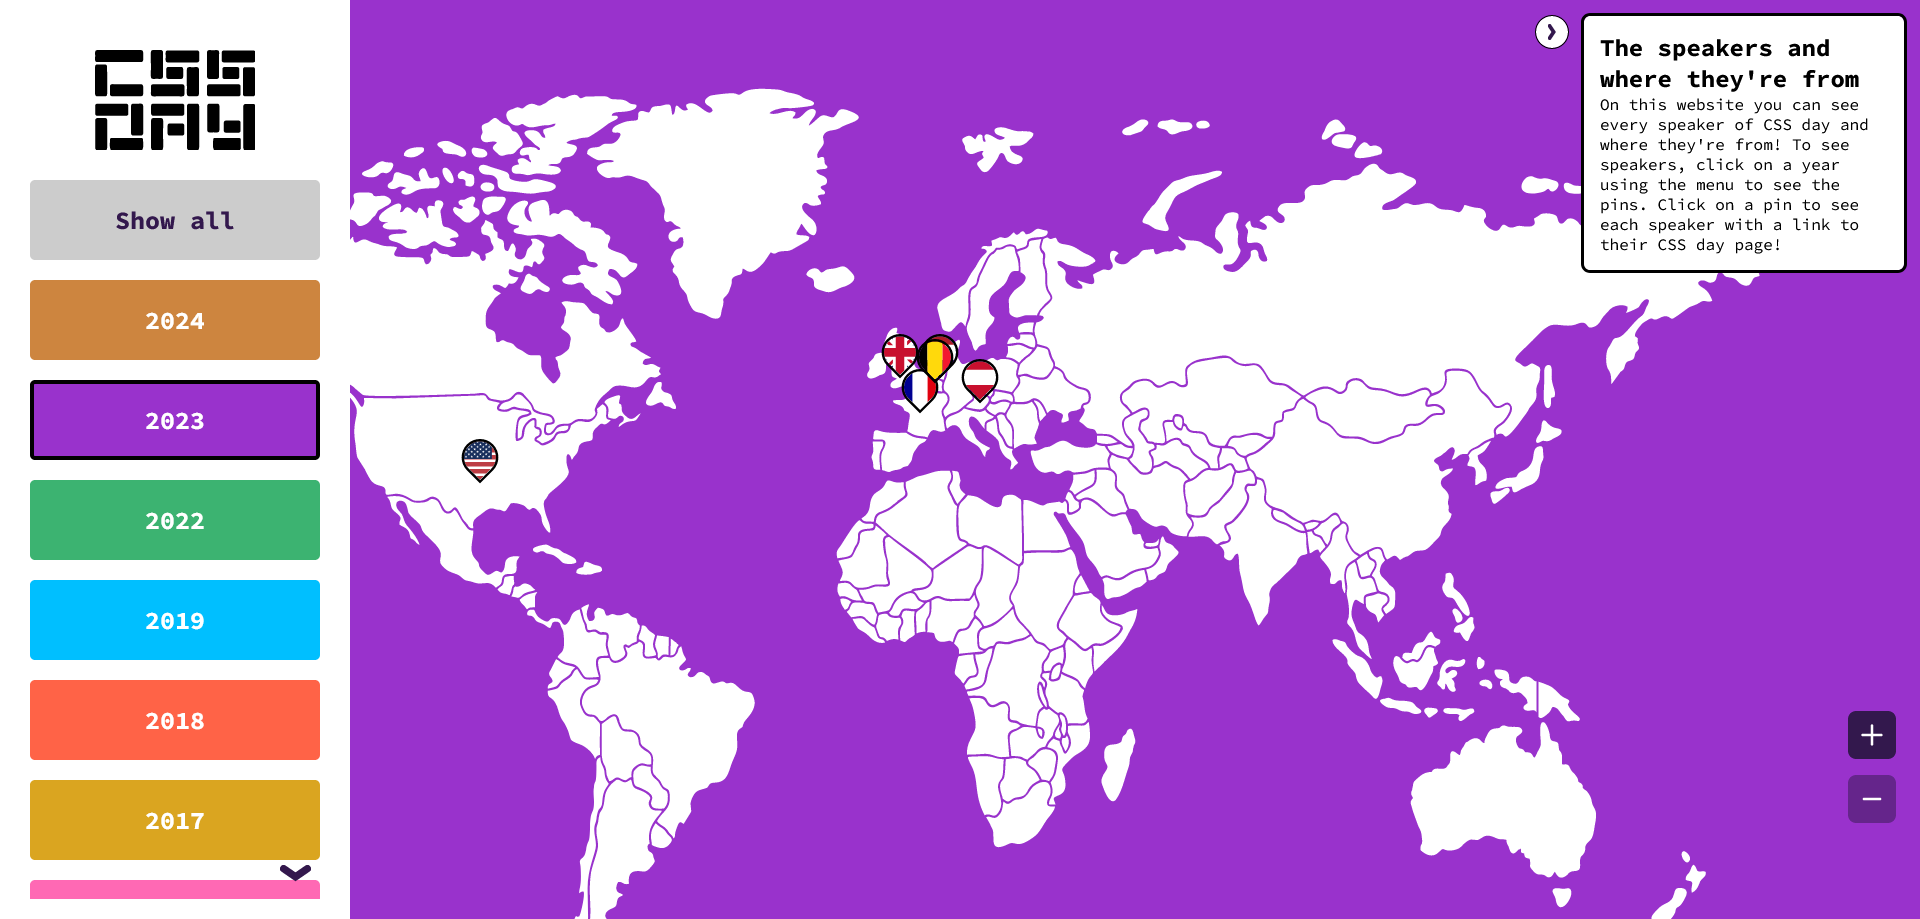 CSS
DAY
Show all
2024
2023
2022
2019
2018
2017
The speakers and
where they're from
On this website you can see
every speaker of CSS day and
where they're from! To see
speakers, click on a year
using the menu to see the
pins. Click on a pin to see
each speaker with a link to
their CSS day page!